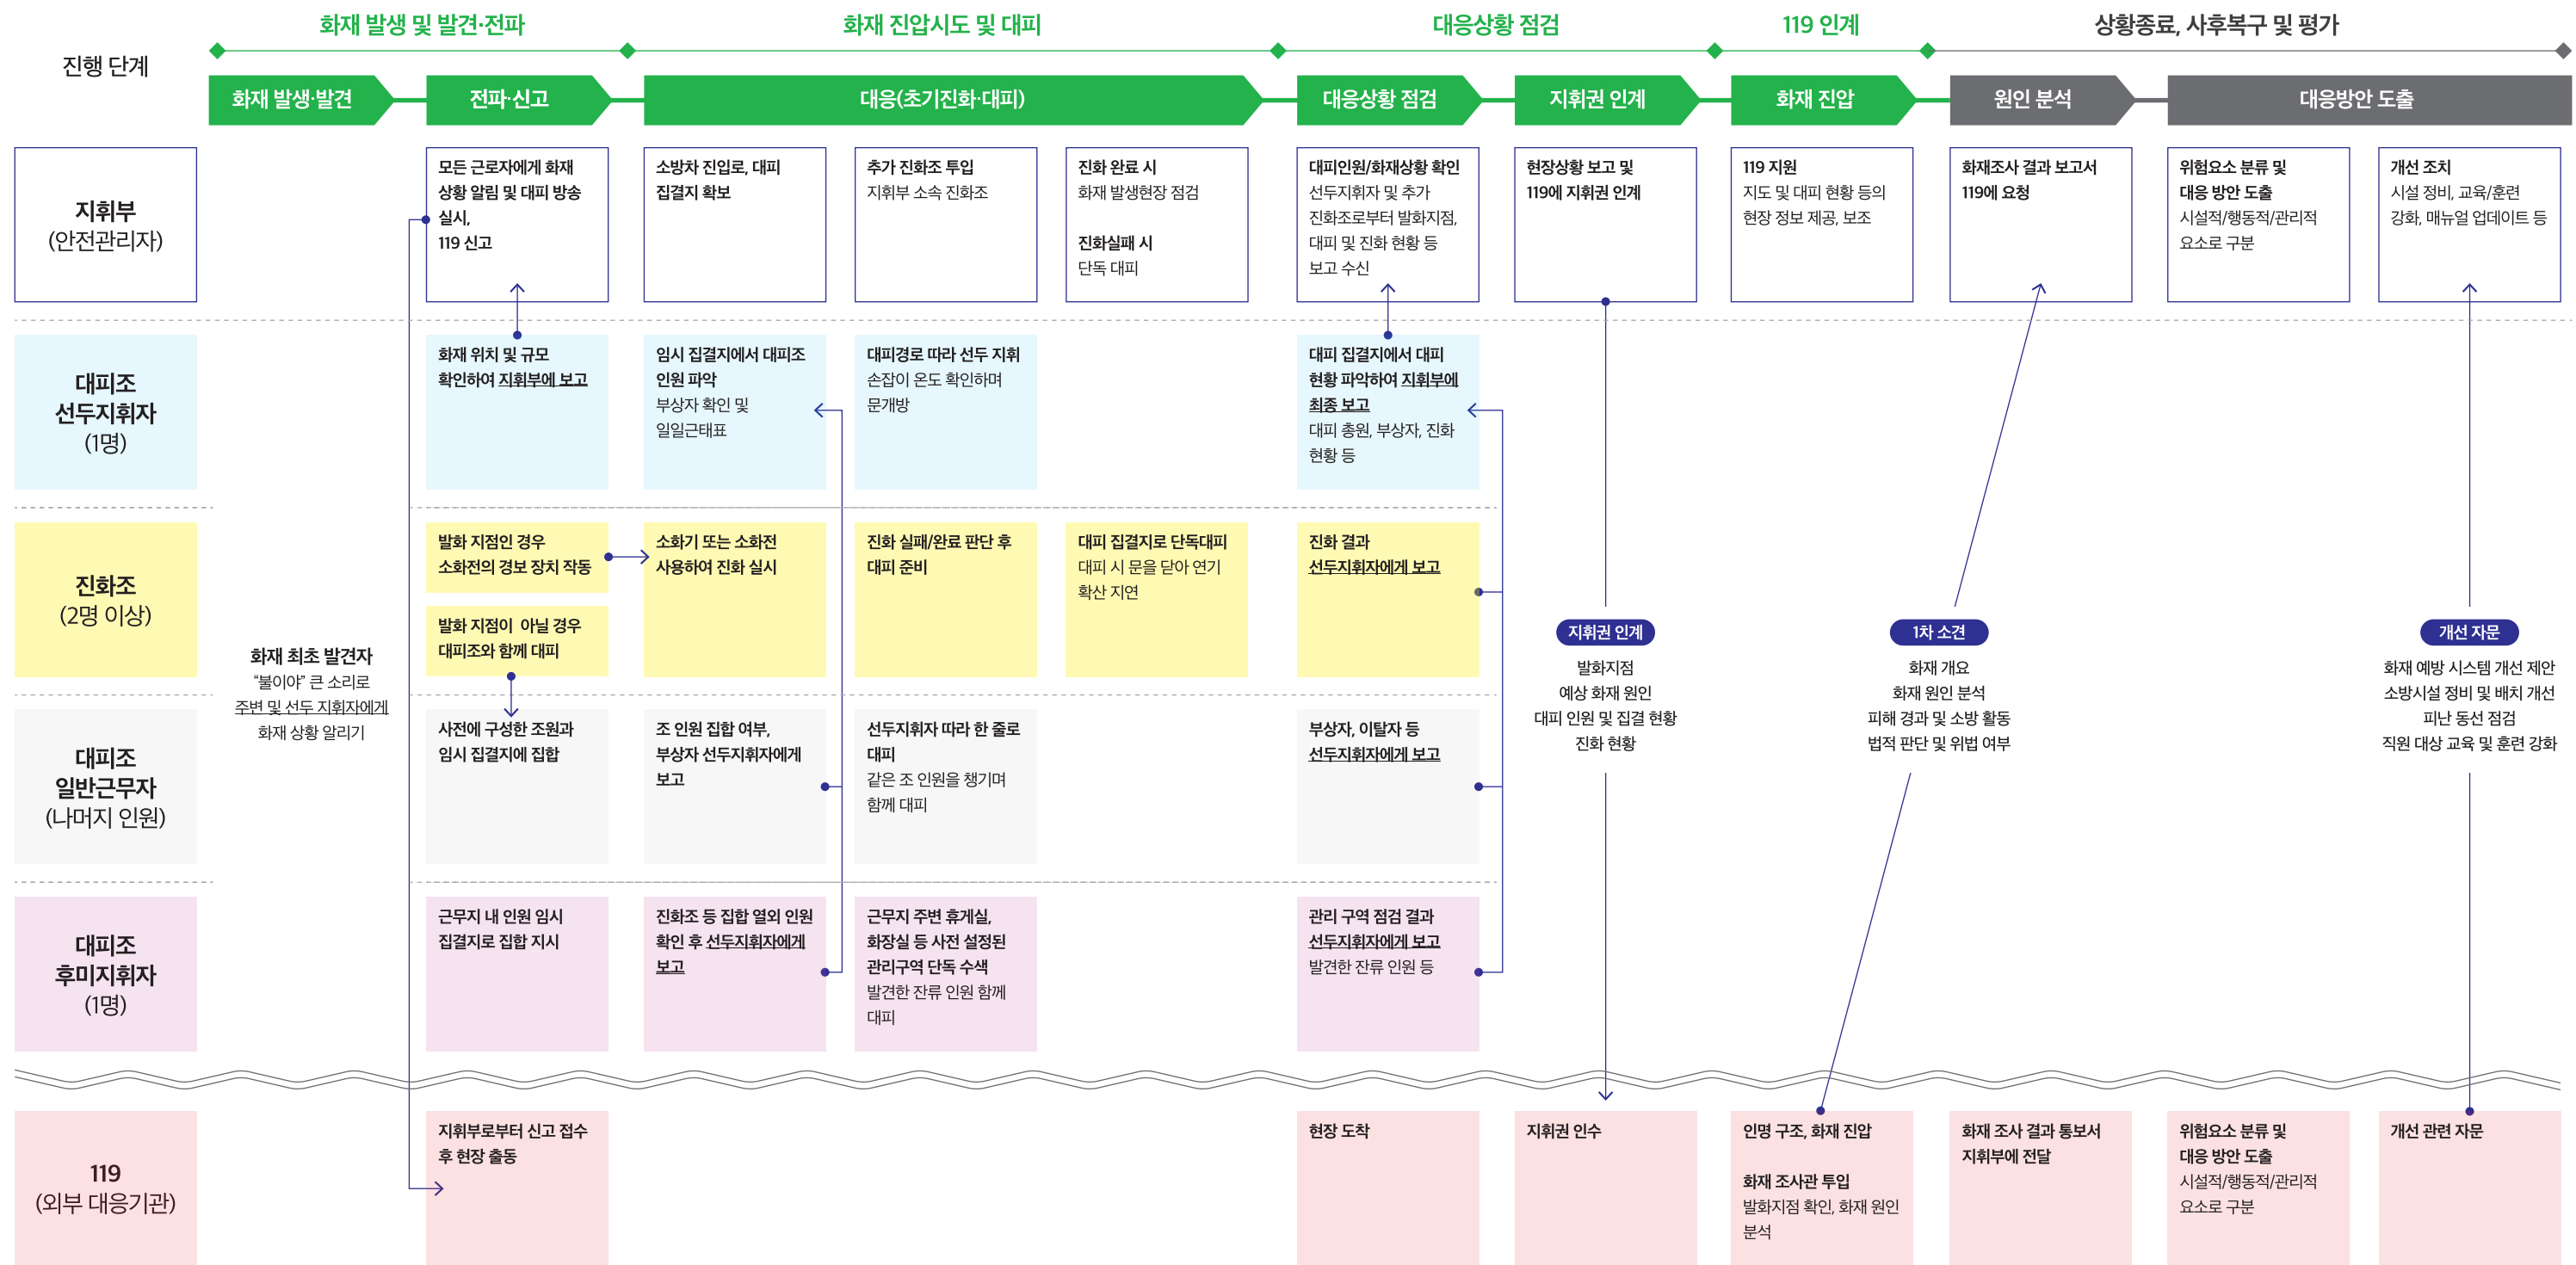 진행 단계
화재 발생 및 발견·전파
화재 진압시도 및 대피
대응상황 점검
119 인계
상황종료, 사후복구 및 평가
화재 발생·발견
전파·신고
대응(초기진화·대피)
대응상황 점검
지휘권 인계
화재 진압
원인 분석
대응방안 도출
지휘부
(안전관리자)
모든 근로자에게 화재
상황 알림 및 대피 방송
실시,
119 신고
소방차 진입로, 대피
집결지 확보
추가 진화조 투입
지휘부 소속 진화조
진화 완료 시
화재 발생현장 점검
진화실패 시
단독 대피
대피인원/화재상황 확인
선두지휘자 및 추가
진화조로부터 발화지점,
대피 및 진화 현황 등
보고 수신
현장상황 보고 및
119에 지휘권 인계
119 지원
지도 및 대피 현황 등의
현장 정보 제공, 보조
화재조사 결과 보고서
119에 요청
위험요소 분류 및
대응 방안 도출
시설적/행동적/관리적
요소로 구분
개선 조치
시설 정비, 교육/훈련
강화, 매뉴얼 업데이트 등
대피조
선두지휘자
(1명)
화재 위치 및 규모
확인하여 지휘부에 보고
임시 집결지에서 대피조
인원 파악
부상자 확인 및
일일근태표
대피경로 따라 선두 지휘
손잡이 온도 확인하며
문개방
대피 집결지에서 대피
현황 파악하여 지휘부에
최종 보고
대피 총원, 부상자, 진화
현황 등
진화조
(2명 이상)
발화 지점인 경우
소화전의 경보 장치 작동
발화 지점이 아닐 경우
대피조와 함께 대피
소화기 또는 소화전
사용하여 진화 실시
진화 실패/완료 판단 후
대피 준비
대피 집결지로 단독대피
대피 시 문을 닫아 연기
확산 지연
진화 결과
선두지휘자에게 보고
화재 최초 발견자
“불이야” 큰 소리로
주변 및 선두 지휘자에게
화재 상황 알리기
지휘권 인계
발화지점
예상 화재 원인
대피 인원 및 집결 현황
진화 현황
1차 소견
화재 개요
화재 원인 분석
피해 경과 및 소방 활동
법적 판단 및 위법 여부
개선 자문
화재 예방 시스템 개선 제안
소방시설 정비 및 배치 개선
피난 동선 점검
직원 대상 교육 및 훈련 강화
대피조
일반근무자
(나머지 인원)
사전에 구성한 조원과
임시 집결지에 집합
조 인원 집합 여부,
부상자 선두지휘자에게
보고
선두지휘자 따라 한 줄로
대피
같은 조 인원을 챙기며
함께 대피
부상자, 이탈자 등
선두지휘자에게 보고
대피조
후미지휘자
(1명)
근무지 내 인원 임시
집결지로 집합 지시
진화조 등 집합 열외 인원
확인 후 선두지휘자에게
보고
근무지 주변 휴게실,
화장실 등 사전 설정된
관리구역 단독 수색
발견한 잔류 인원 함께
대피
관리 구역 점검 결과
선두지휘자에게 보고
발견한 잔류 인원 등
119
(외부 대응기관)
지휘부로부터 신고 접수
후 현장 출동
현장 도착
지휘권 인수
인명 구조, 화재 진압
화재 조사관 투입
발화지점 확인, 화재 원인
분석
화재 조사 결과 통보서
지휘부에 전달
위험요소 분류 및
대응 방안 도출
시설적/행동적/관리적
요소로 구분
개선 관련 자문